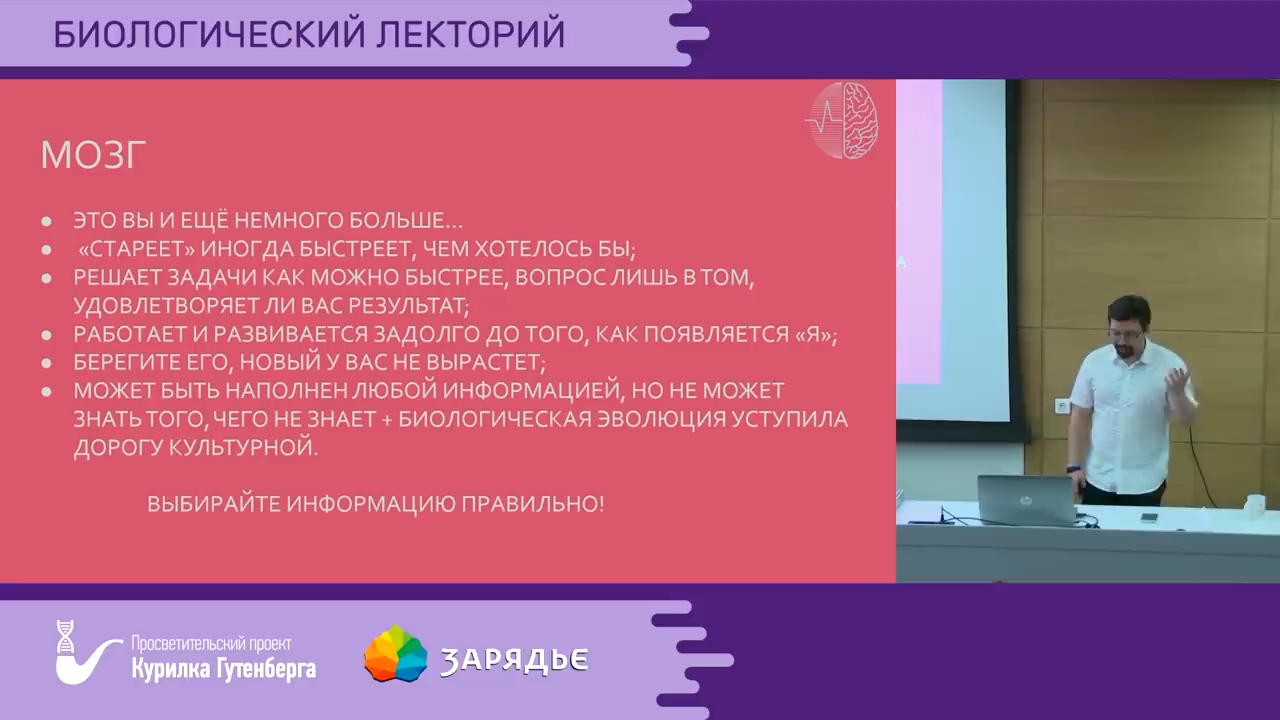 БИОЛОГИЧЕСКИЙ ЛЕКТОРИЙ
МОЗГ
● ЭТО ВЫ И ЕЩЁ НЕМНОГО БОЛЬШЕ...
● «СТАРЕЕТ» ИНОГДА БЫСТРЕЕТ, ЧЕМ ХОТЕЛОСЬ БЫ;
● РЕШАЕТ ЗАДАЧИ КАК МОЖНО БЫСТРЕЕ, ВОПРОС ЛИШЬ В ТОМ,
УДОВЛЕТВОРЯЕТ ЛИ ВАС РЕЗУЛЬТАТ;
● РАБОТАЕТ И РАЗВИВАЕТСЯ ЗАДОЛГО ДО ТОГО, КАК ПОЯВЛЯЕТСЯ «Я»;
● БЕРЕГИТЕ ЕГО, НОВЫЙ У ВАС НЕ ВЫРАСТЕТ;
● МОЖЕТ БЫТЬ НАПОЛНЕН ЛЮБОЙ ИНФОРМАЦИЕЙ, НО НЕ МОЖЕТ
ЗНАТЬ ТОГО, ЧЕГО НЕ ЗНАЕТ + БИОЛОГИЧЕСКАЯ ЭВОЛЮЦИЯ УСТУПИЛА
ДОРОГУ КУЛЬТУРНОЙ.
ВЫБИРАЙТЕ ИНФОРМАЦИЮ ПРАВИЛЬНО!
А
hp
Просветительский проект
Курилка Гутенберга
ЗАРЯДЬЕ